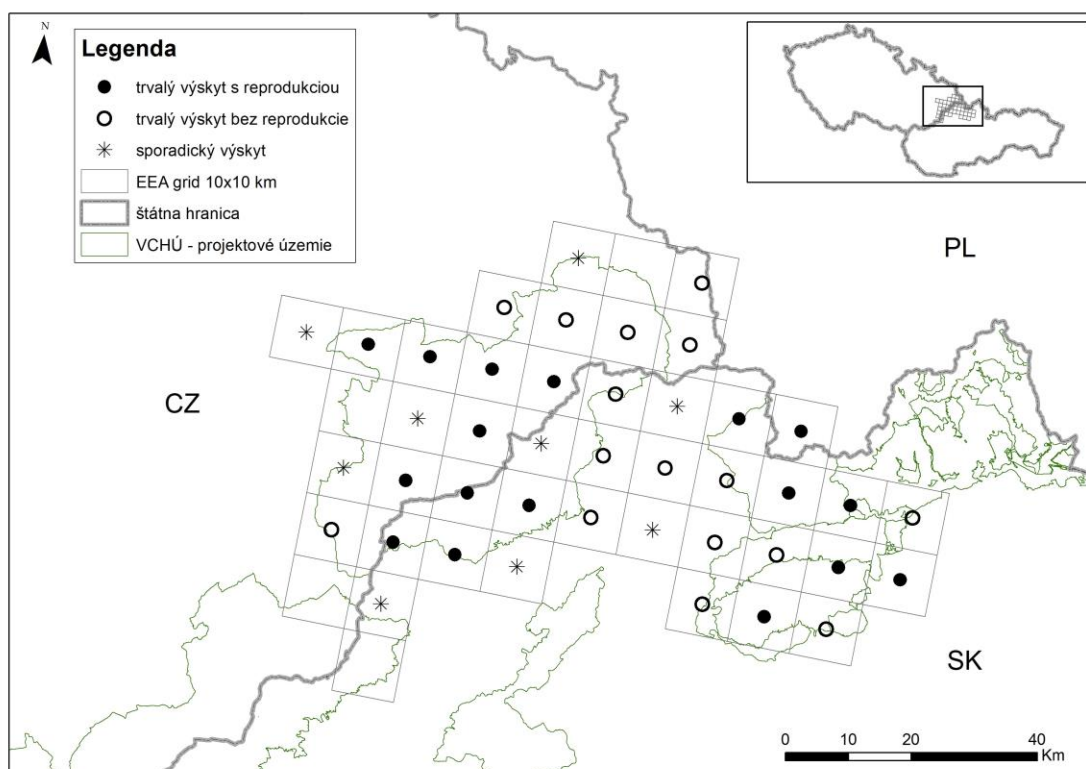 N
Legenda
trvalý výskyt s reprodukciou
trvalý výskyt bez reprodukcie
sporadický výskyt
EEA grid 10x10 km
štátna hranica
VCHÚ - projektové územie
PL
CZ
SK
0 10 20 40
Km